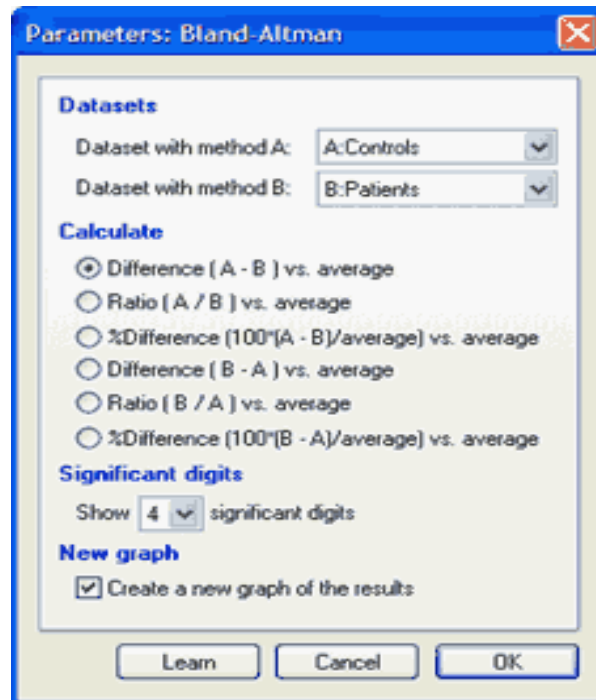 Parameters: Bland-Altman
Datasets
Dataset with method A: A:Controls
Dataset with method B: B:Patients
Calculate
Difference ( A - B ) vs. average
Ratio ( A / B ) vs. average
%Difference (100*(A - B)/average) vs. average
Difference ( B - A ) vs. average
Ratio ( B / A ) vs. average
%Difference (100*(B - A)/average) vs. average
Significant digits
Show 4 significant digits
New graph
Create a new graph of the results
Learn Cancel OK